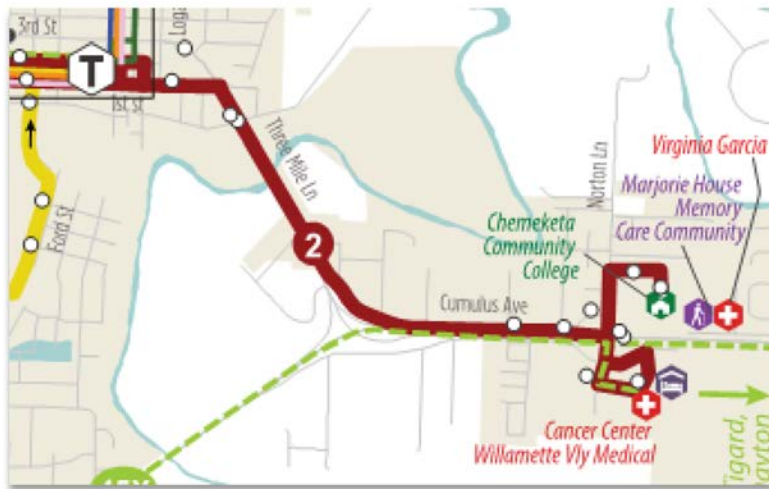 3rd St
T
1st st
Three Mile Ln
Ford St
2
Norton Ln
Virginia Garcia
Marjorie House
Memory
Care Community
Chemeketa
Community
College
Cumulus Ave
Cancer Center
Willamette Vly Medical
Tigard,